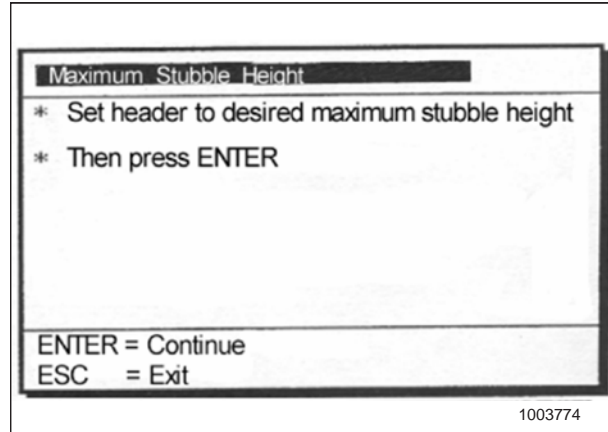 Maximum Stubble Height
* Set header to desired maximum stubble height
* Then press ENTER
ENTER = Continue
ESC = Exit
1003774